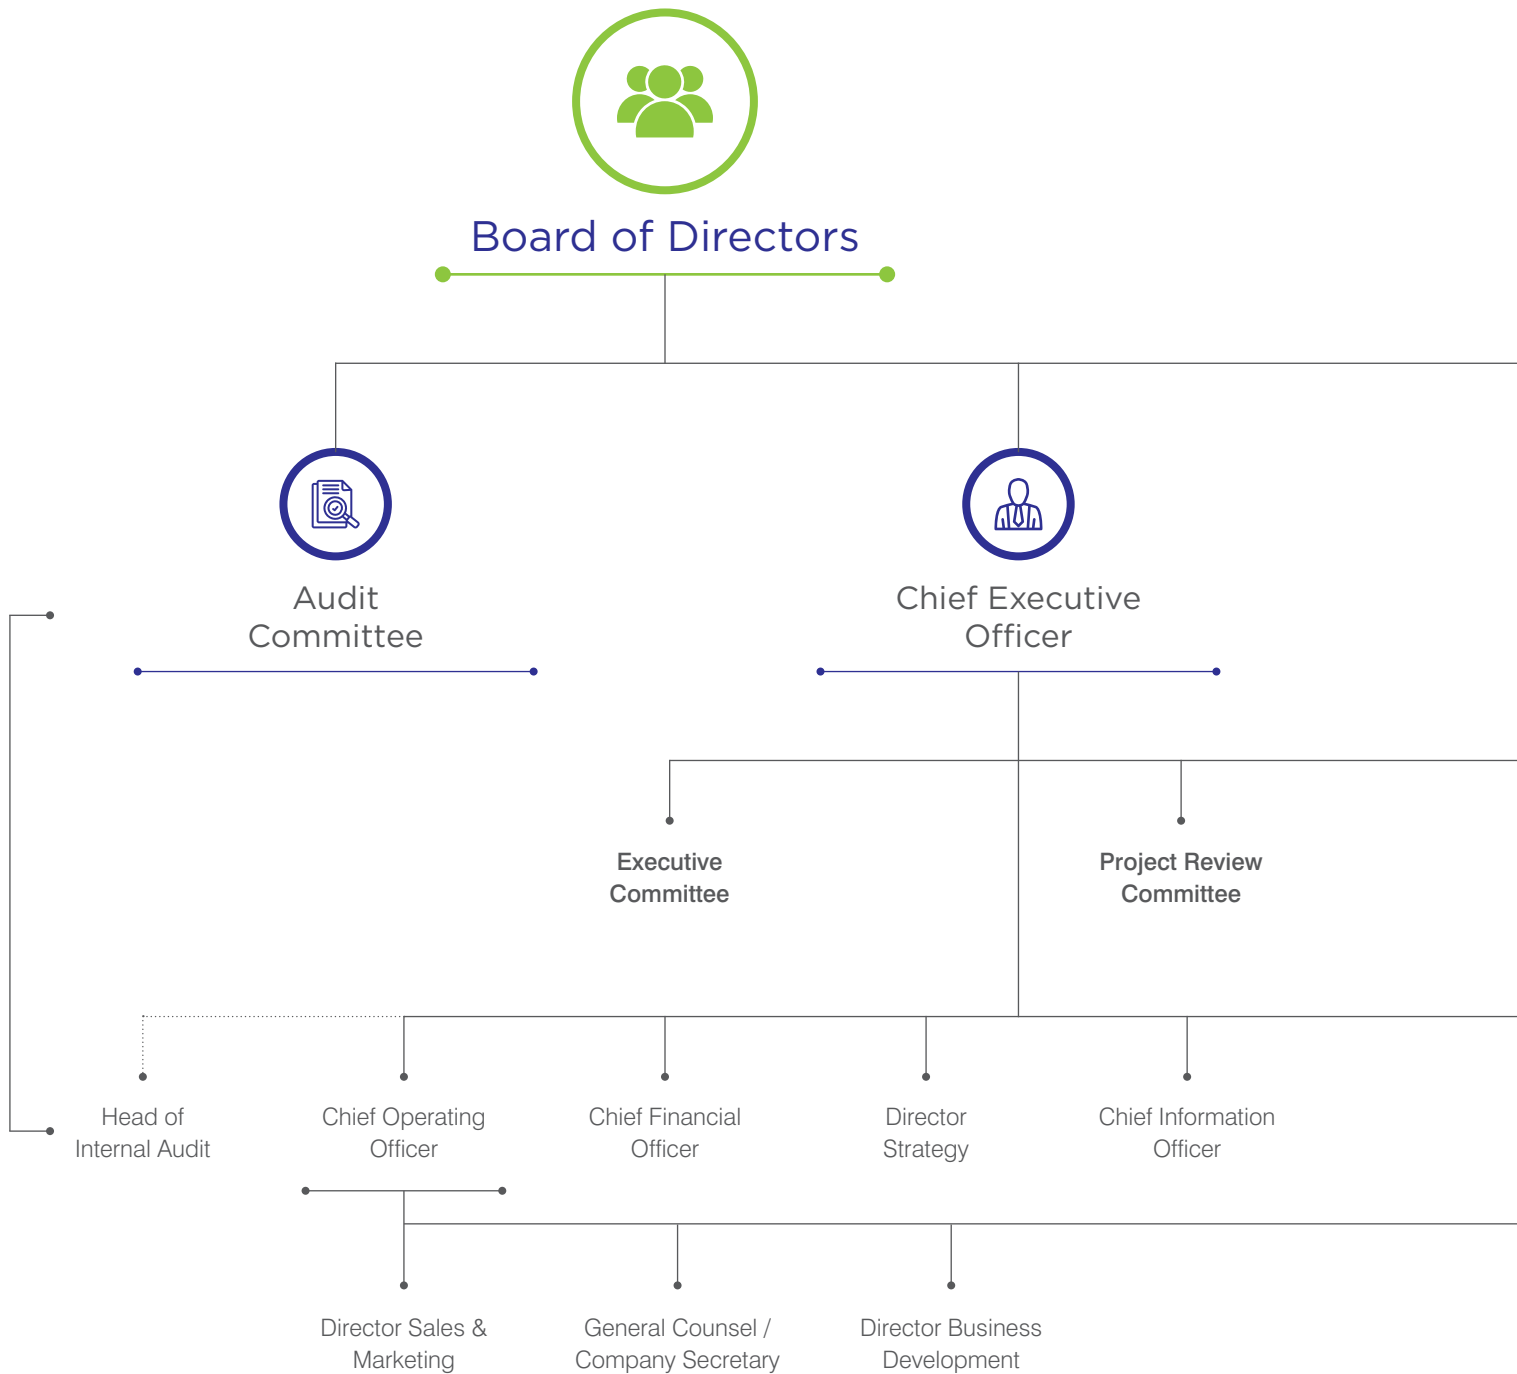 Board of Directors
Audit
Committee
Chief Executive
Officer
Executive
Committee
Project Review
Committee
Head of
Internal Audit
Chief Operating
Officer
Chief Financial
Officer
Director
Strategy
Chief Information
Officer
Director Sales &
Marketing
General Counsel /
Company Secretary
Director Business
Development